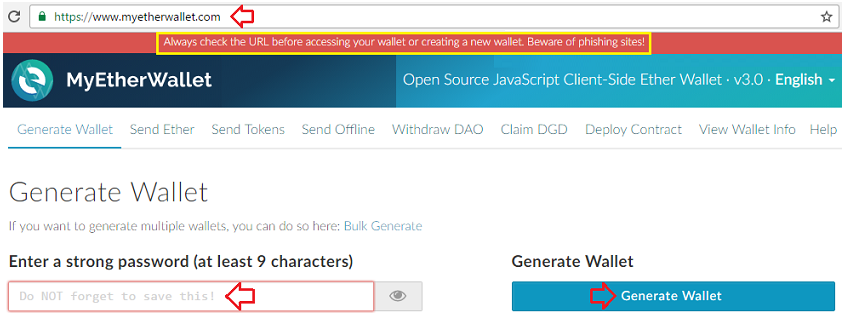 https://www.myetherwallet.com
Always check the URL before accessing your wallet or creating a new wallet. Beware of phishing sites!
MyEtherWallet
Open Source JavaScript Client-Side Ether Wallet · v3.0 · English
Generate Wallet Send Ether Send Tokens Send Offline Withdraw DAO Claim DGD Deploy Contract View Wallet Info Help
Generate Wallet
If you want to generate multiple wallets, you can do so here: Bulk Generate
Enter a strong password (at least 9 characters)
Do NOT forget to save this!
Generate Wallet
Generate Wallet